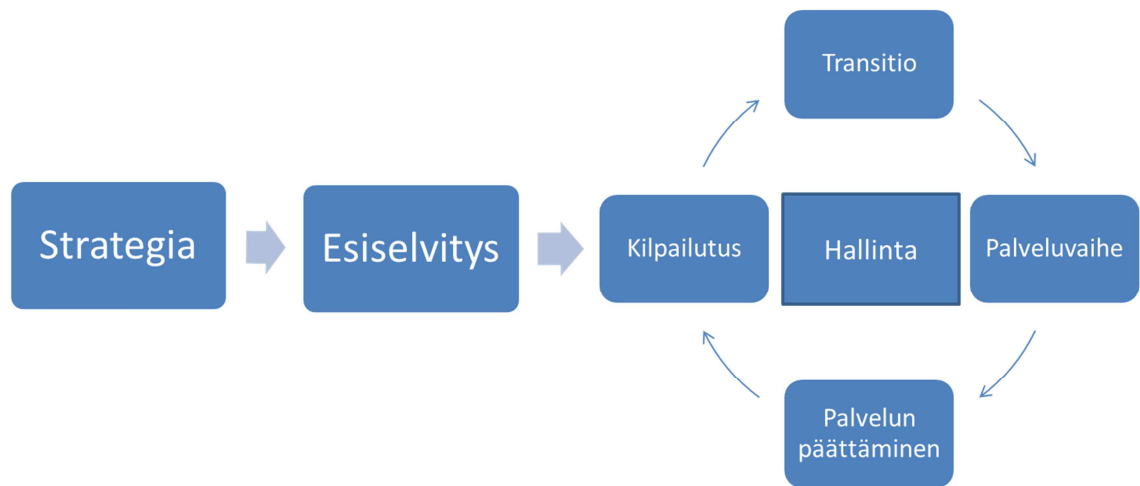 Transitio
Strategia
Esiselvitys
Kilpailutus
Hallinta
Palveluvaihe
Palvelun
päättäminen